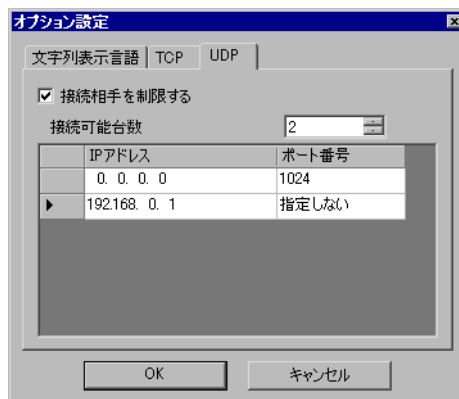 オプション設定
文字列表示言語 TCP UDP
接続相手を制限する
接続可能台数 2
IPアドレス ポート番号
0. 0. 0. 0 1024
192.168. 0. 1 指定しない
OK キャンセル